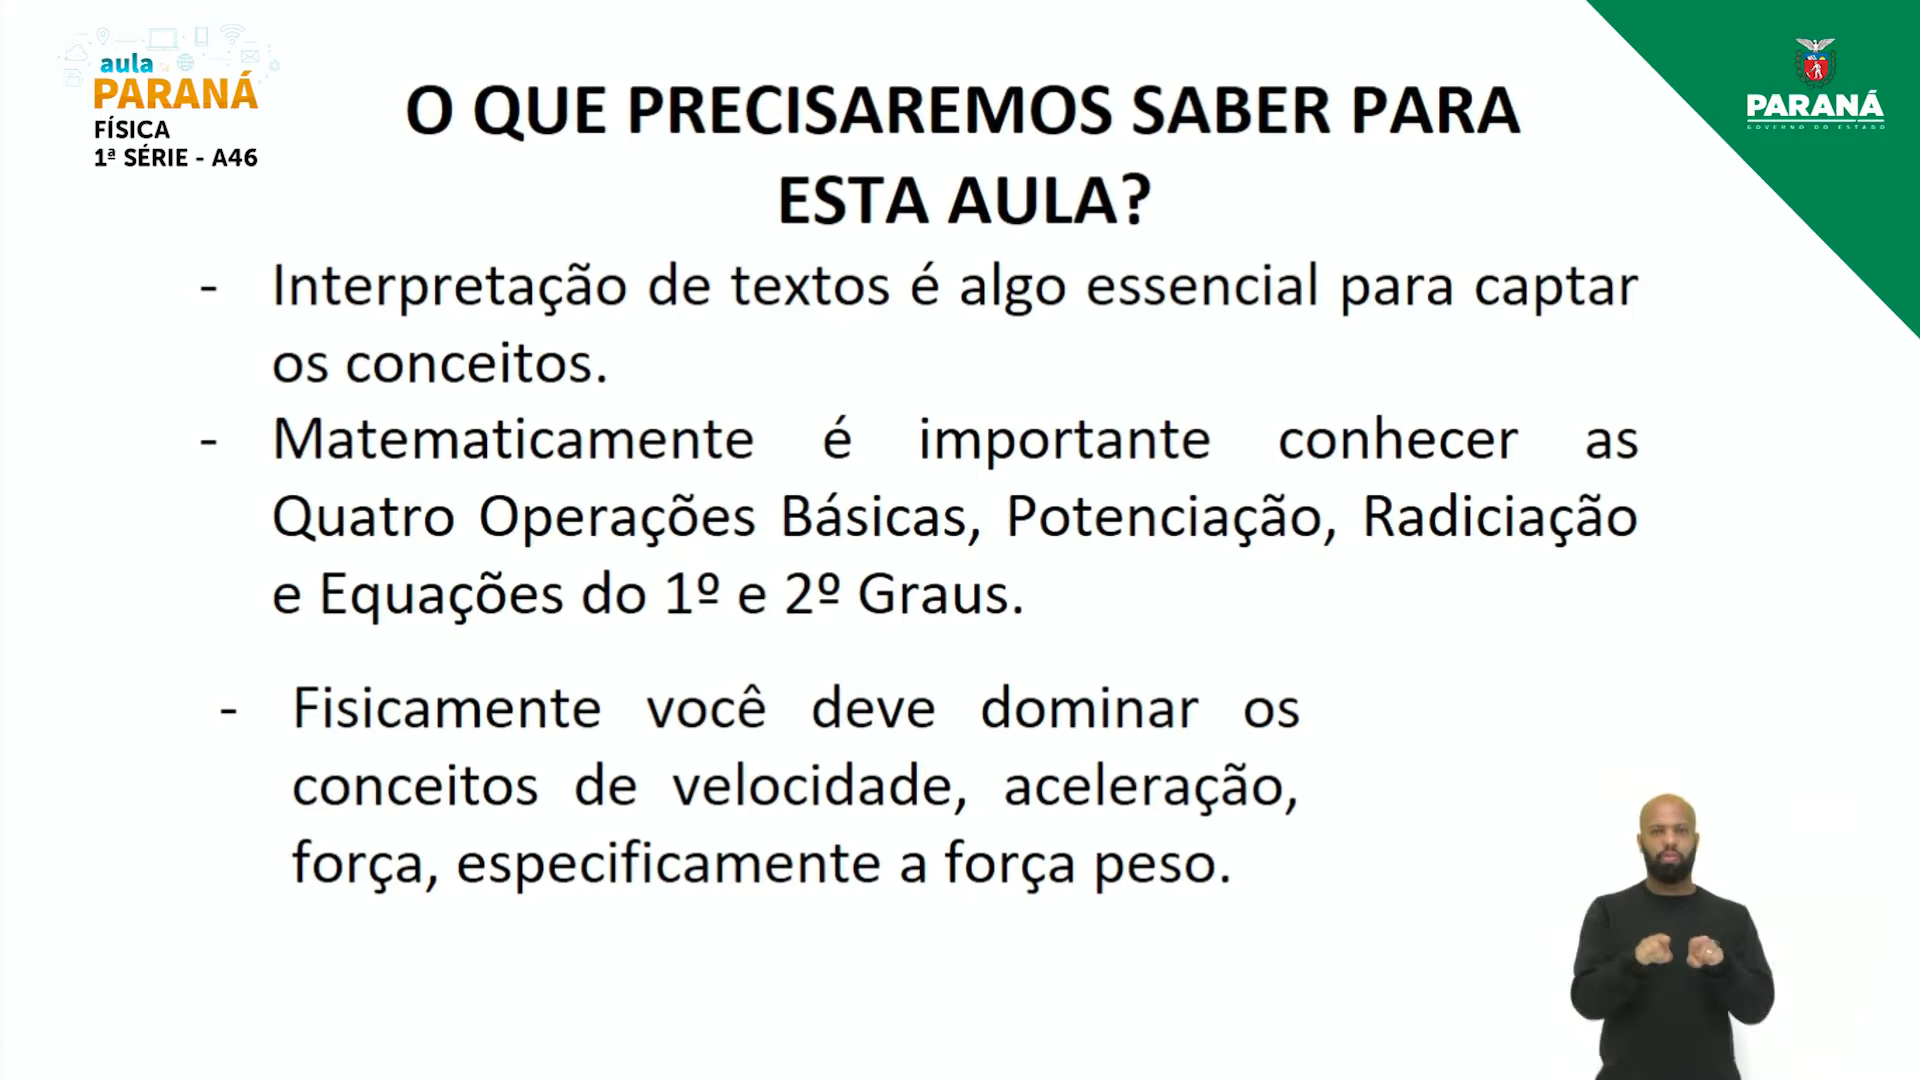 aula
PARANÁ
FÍSICA
1ª SÉRIE - A46
PARANÁ
GOVERNO DO ESTADO
O QUE PRECISAREMOS SABER PARA
ESTA AULA?
- Interpretação de textos é algo essencial para captar
os conceitos.
- Matematicamente é importante conhecer as
Quatro Operações Básicas, Potenciação, Radiciação
e Equações do 1º e 2º Graus.
- Fisicamente você deve dominar os
conceitos de velocidade, aceleração,
força, especificamente a força peso.